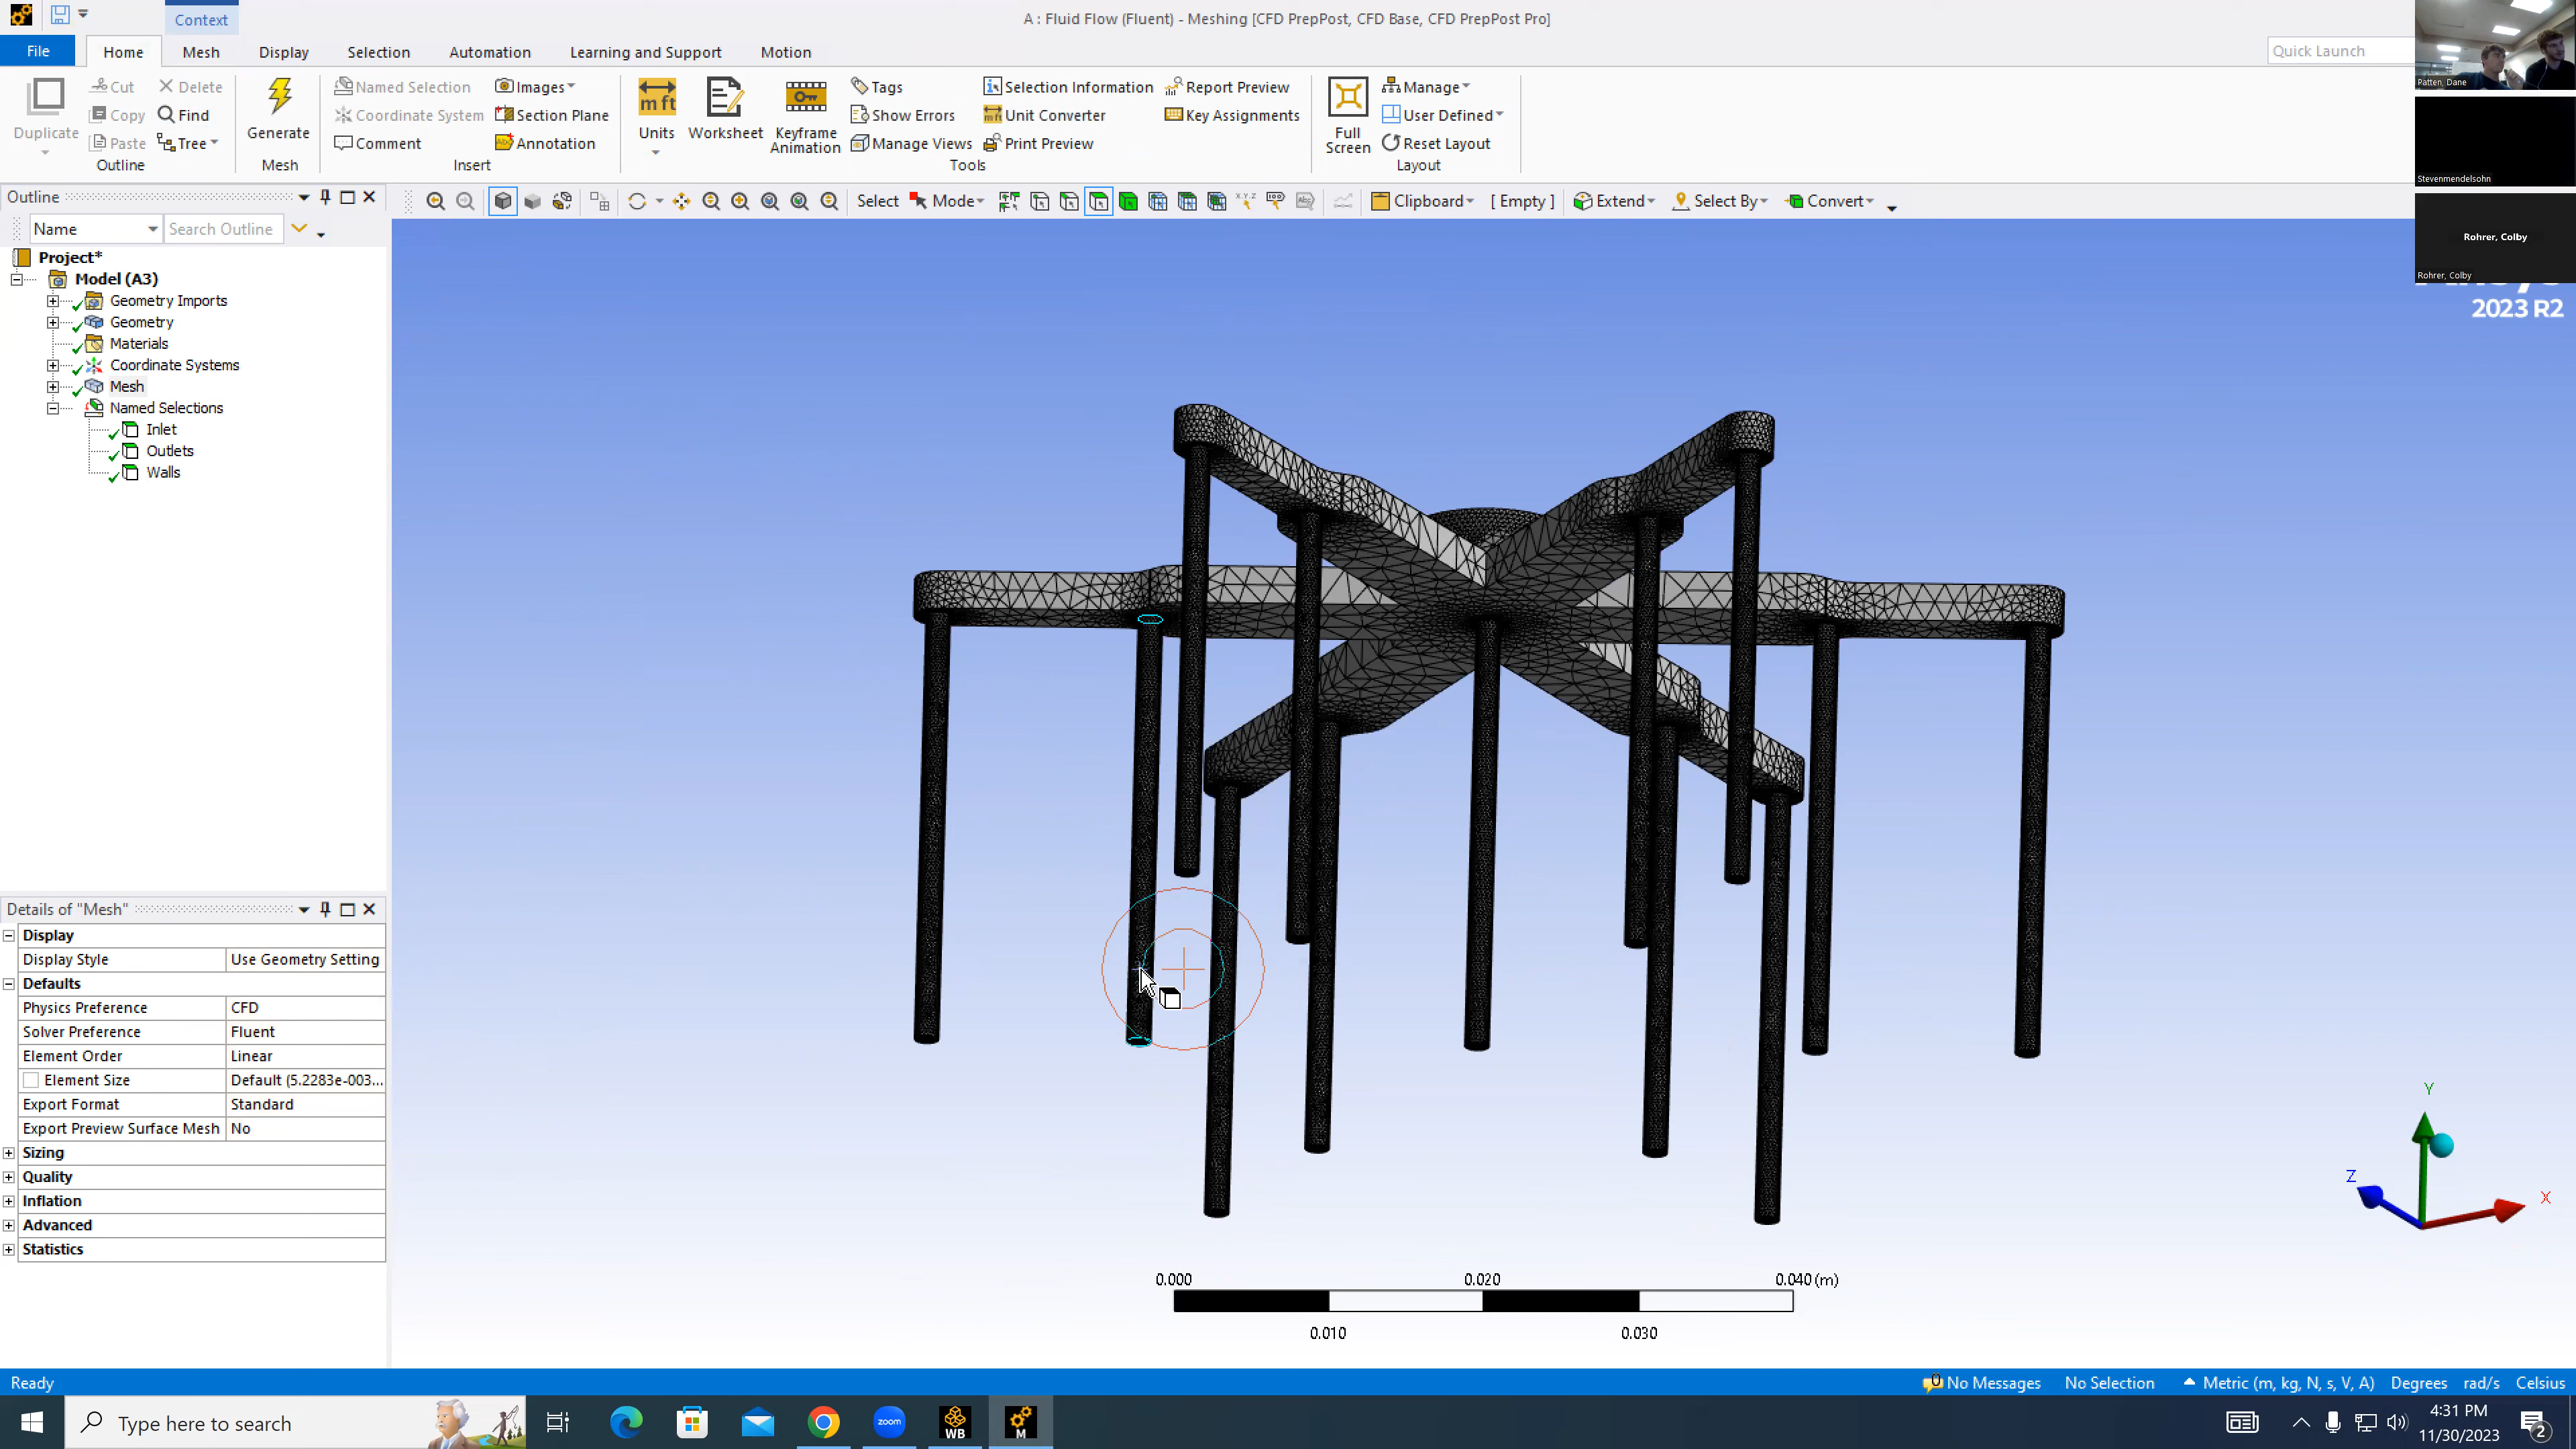 Context
A : Fluid Flow (Fluent) - Meshing [CFD PrepPost, CFD Base, CFD PrepPost Pro]
File Home Mesh Display Selection Automation Learning and Support Motion
Quick Launch
Duplicate
Cut
Copy
Paste
Delete
Find
Tree
Outline
Generate
Mesh
Named Selection
Coordinate System
Comment
Images
Section Plane
Annotation
Insert
m ft
Units
Worksheet
Keyframe
Animation
Tags
Show Errors
Manage Views
Selection Information
Unit Converter
Print Preview
Report Preview
Key Assignments
Tools
Full
Screen
Manage
User Defined
Reset Layout
Layout
Patten, Dane
Stevenmendelsohn
Rohrer, Colby
Rohrer, Colby
2023 R2
Outline
Name Search Outline
Select Mode Clipboard [ Empty ] Extend Select By Convert
Project*
Model (A3)
Geometry Imports
Geometry
Materials
Coordinate Systems
Mesh
Named Selections
Inlet
Outlets
Walls
Details of "Mesh"
Display
Display Style Use Geometry Setting
Defaults
Physics Preference CFD
Solver Preference Fluent
Element Order Linear
Element Size Default (5.2283e-003...
Export Format Standard
Export Preview Surface Mesh No
Sizing
Quality
Inflation
Advanced
Statistics
0.000 0.020 0.040 (m)
0.010 0.030
Y
Z
X
Ready
0 No Messages No Selection Metric (m, kg, N, s, V, A) Degrees rad/s Celsius
Type here to search
zoom
WB
M
4:31 PM
11/30/2023
2